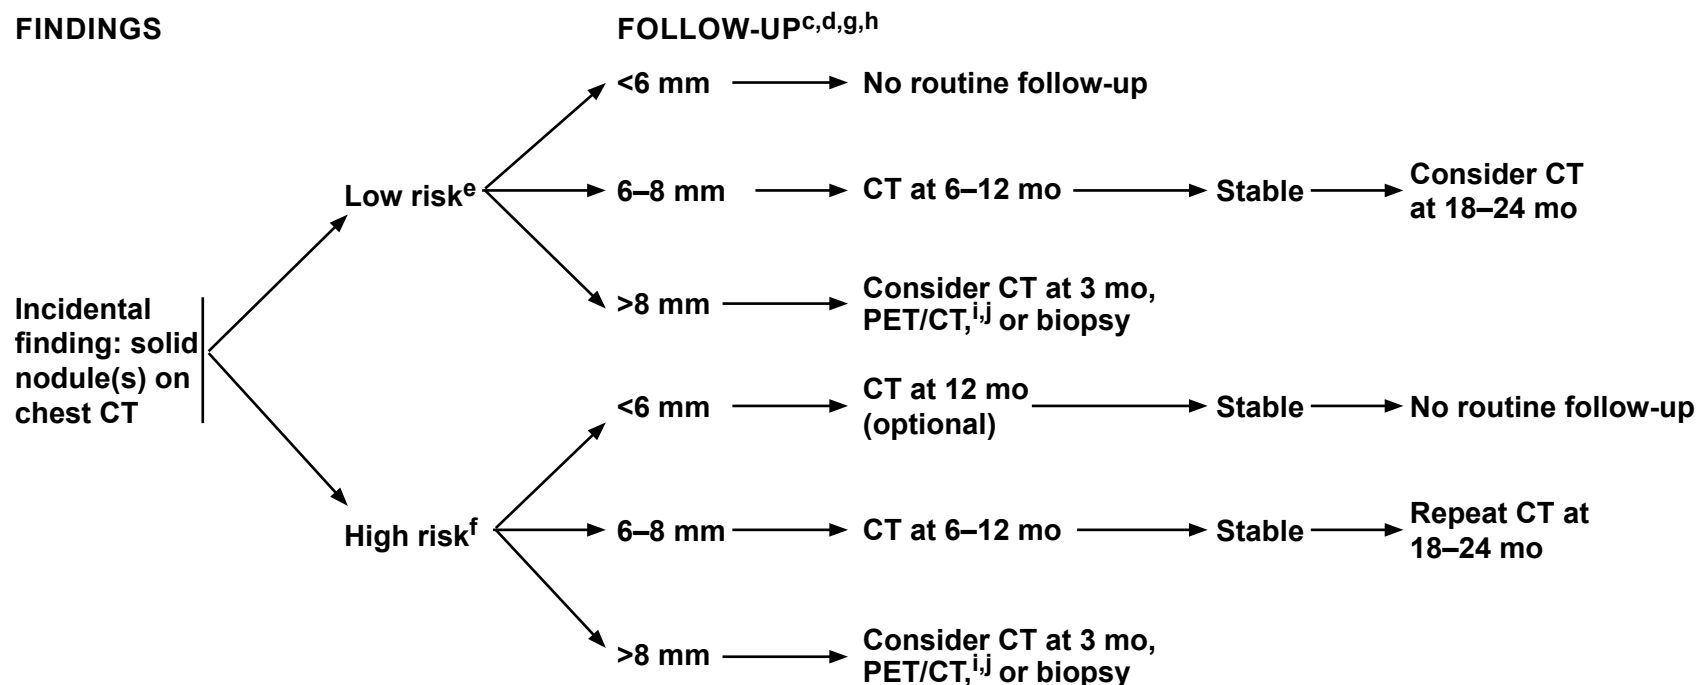 FINDINGS
FOLLOW-UPc,d,g,h
<6 mm
No routine follow-up
Low riske
6–8 mm
CT at 6–12 mo
Stable
Consider CT
at 18–24 mo
>8 mm
Consider CT at 3 mo,
PET/CT,i,j or biopsy
Incidental
finding: solid
nodule(s) on
chest CT
<6 mm
CT at 12 mo
(optional)
Stable
No routine follow-up
High riskf
6–8 mm
CT at 6–12 mo
Stable
Repeat CT at
18–24 mo
>8 mm
Consider CT at 3 mo,
PET/CT,i,j or biopsy